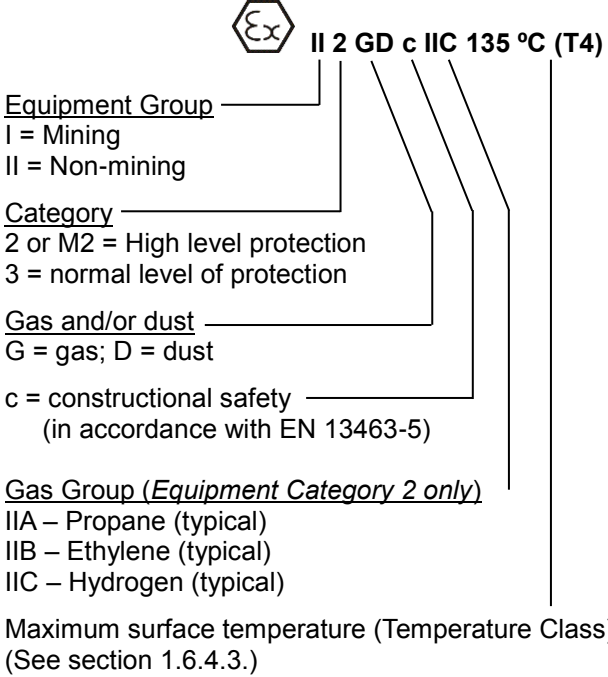 Ex II 2 GD c IIC 135 ºC (T4)
Equipment Group
I = Mining
II = Non-mining
Category
2 or M2 = High level protection
3 = normal level of protection
Gas and/or dust
G = gas; D = dust
c = constructional safety
(in accordance with EN 13463-5)
Gas Group (Equipment Category 2 only)
IIA – Propane (typical)
IIB – Ethylene (typical)
IIC – Hydrogen (typical)
Maximum surface temperature (Temperature Class)
(See section 1.6.4.3.)